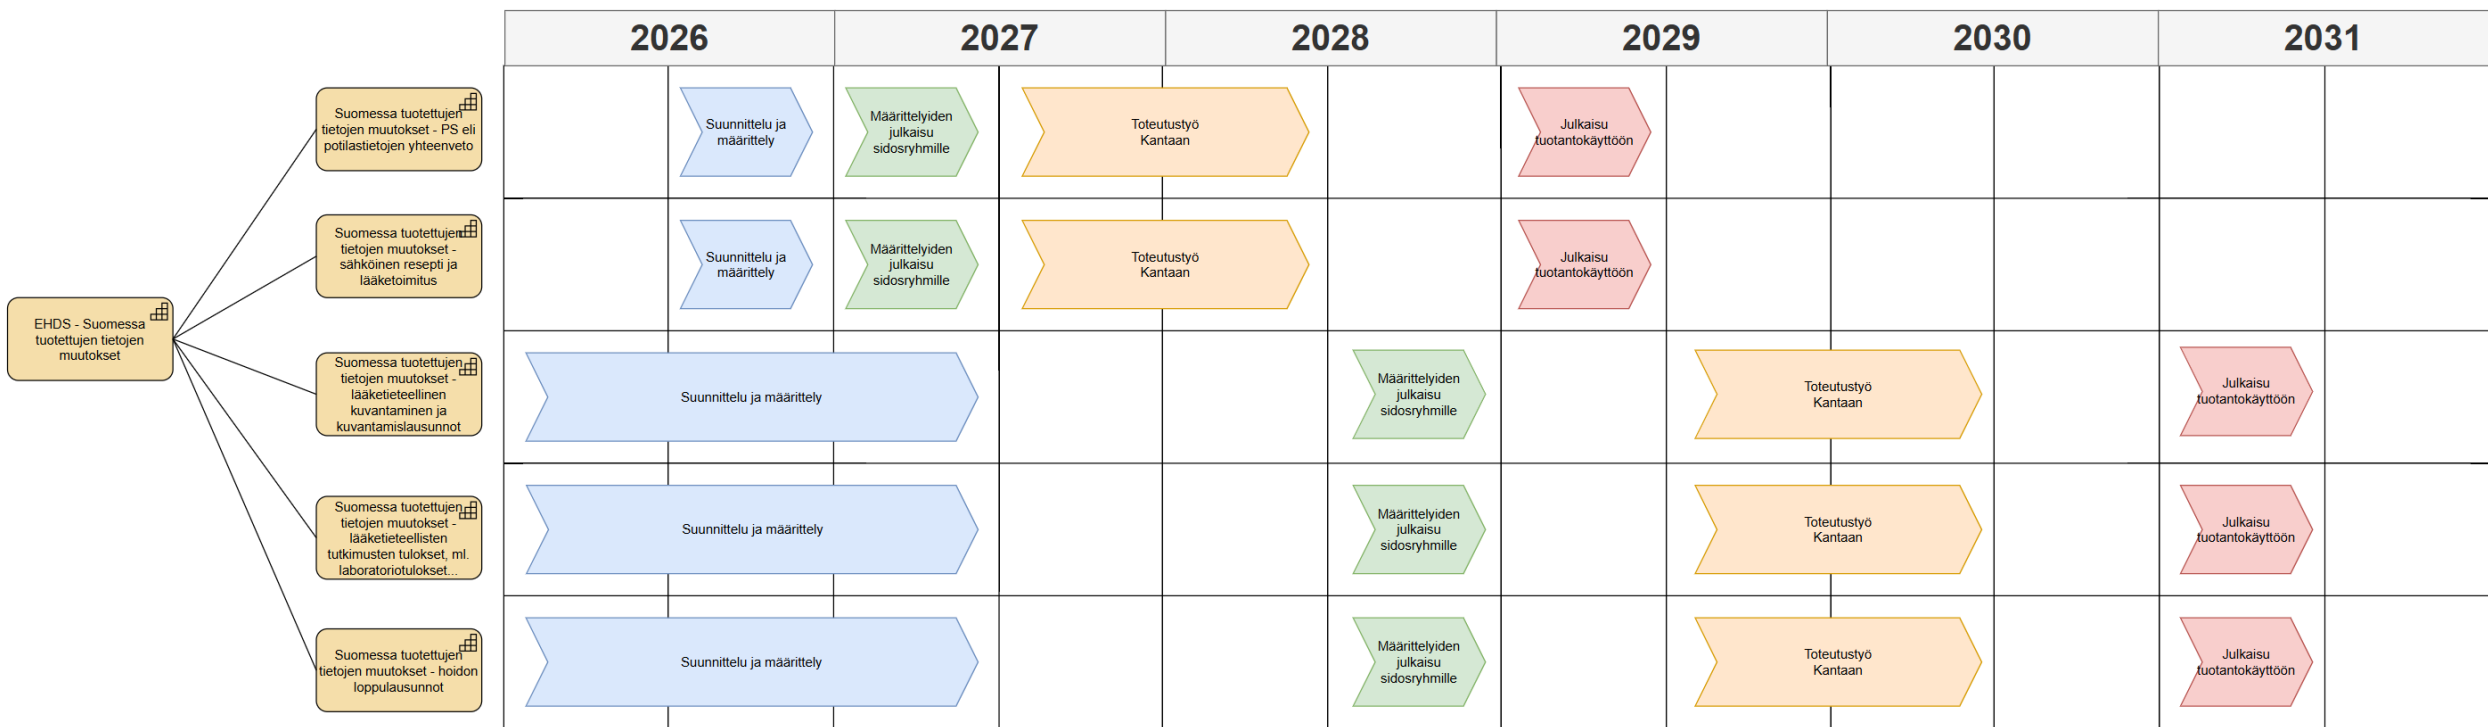 2026
2027
2028
2029
2030
2031
EHDS - Suomessa
tuotettujen tietojen
muutokset
Suomessa tuotettujen
tietojen muutokset - PS eli
potilastietojen yhteenveto
Suunnittelu ja
määrittely
Määrittelyiden
julkaisu
sidosryhmille
Toteutustyö
Kantaan
Julkaisu
tuotantokäyttöön
Suomessa tuotettujen
tietojen muutokset -
sähköinen resepti ja
lääketoimitus
Suunnittelu ja
määrittely
Määrittelyiden
julkaisu
sidosryhmille
Toteutustyö
Kantaan
Julkaisu
tuotantokäyttöön
Suomessa tuotettujen
tietojen muutokset -
lääketieteellinen
kuvantaminen ja
kuvantamislausunnot
Suunnittelu ja määrittely
Määrittelyiden
julkaisu
sidosryhmille
Toteutustyö
Kantaan
Julkaisu
tuotantokäyttöön
Suomessa tuotettujen
tietojen muutokset -
lääketieteellisten
tutkimusten tulokset, ml.
laboratoriotulokset...
Suunnittelu ja määrittely
Määrittelyiden
julkaisu
sidosryhmille
Toteutustyö
Kantaan
Julkaisu
tuotantokäyttöön
Suomessa tuotettujen
tietojen muutokset - hoidon
loppulausunnot
Suunnittelu ja määrittely
Määrittelyiden
julkaisu
sidosryhmille
Toteutustyö
Kantaan
Julkaisu
tuotantokäyttöön